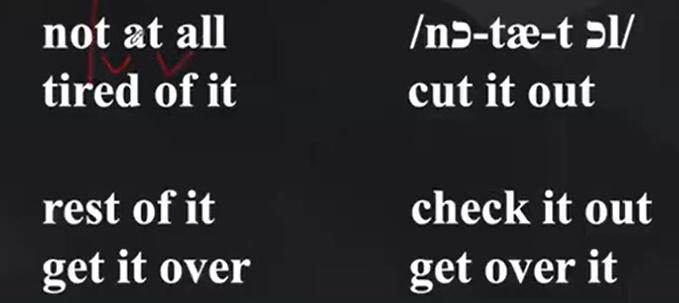 not at all /nɔ-tæ-t ɔl/
tired of it cut it out
rest of it check it out
get it over get over it